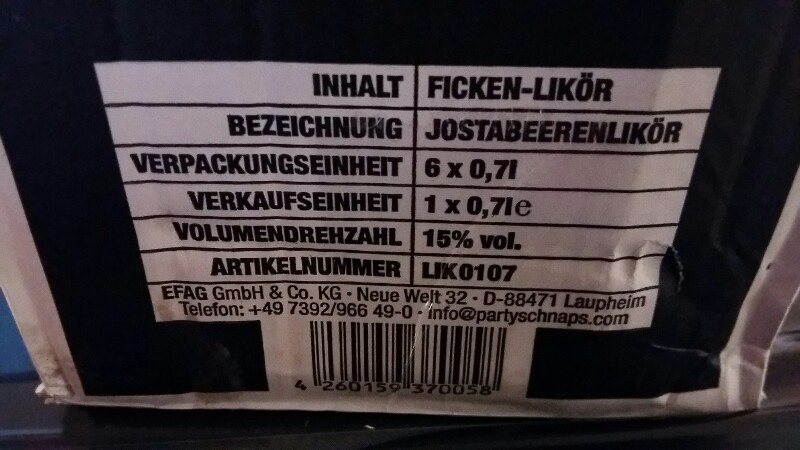 INHALT FICKEN-LIKÖR
BEZEICHNUNG JOSTABEERENLIKÖR
VERPACKUNGSEINHEIT 6 x 0,7l
VERKAUFSEINHEIT 1 x 0,7l e
VOLUMENDREHZAHL 15% vol.
ARTIKELNUMMER LIK0107
EFAG GmbH & Co. KG · Neue Welt 32 · D-88471 Laupheim
Telefon: +49 7392/966 49-0 · info@partyschnaps.com
4 260159 370058